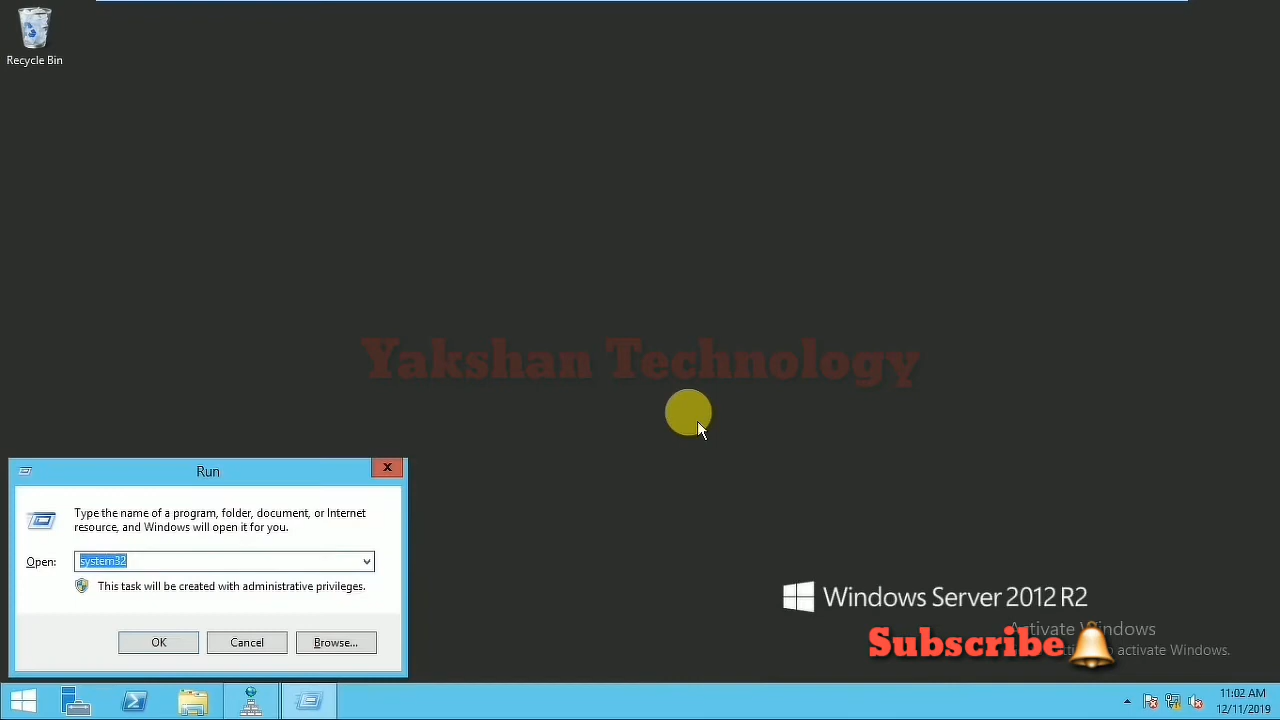 Recycle Bin
Yakshan Technology
Run
x
Type the name of a program, folder, document, or Internet
resource, and Windows will open it for you.
Open:
system32
This task will be created with administrative privileges.
OK
Cancel
Browse...
Windows Server 2012 R2
Activate Windows
Subscribe
to activate Windows.
11:02 AM
12/11/2019